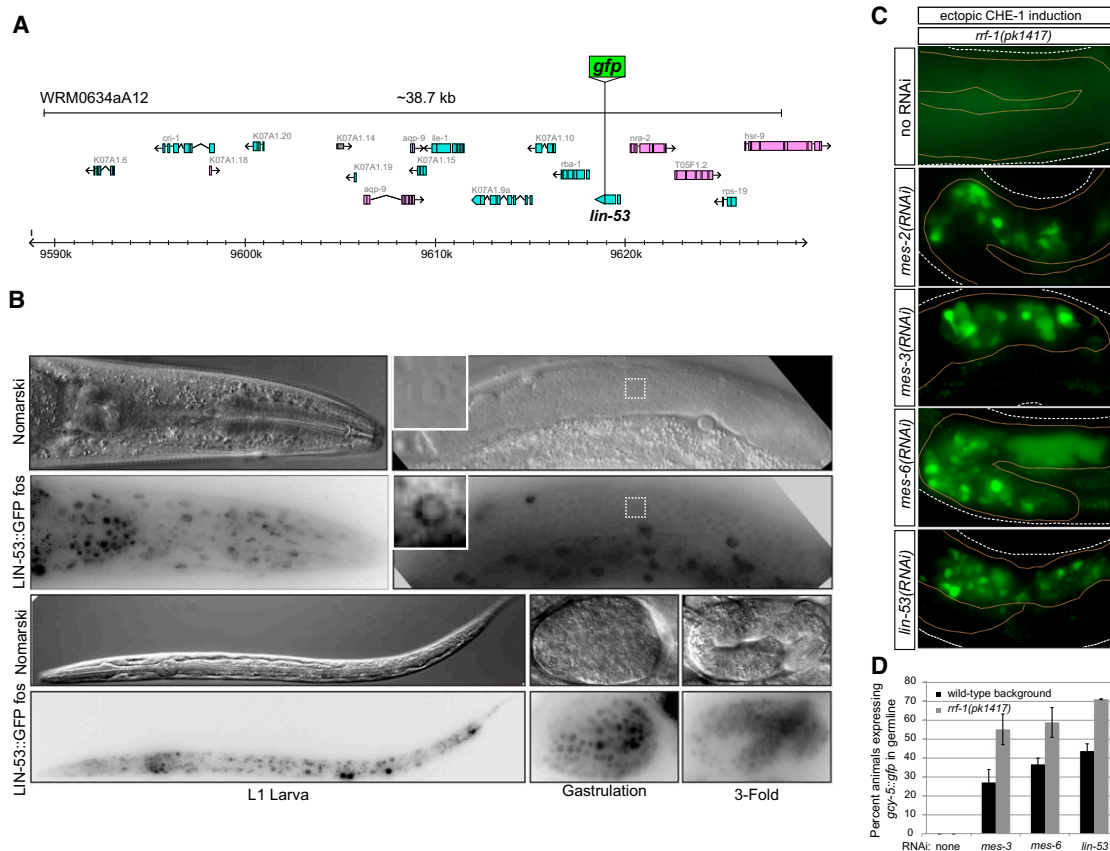 A
gfp
WRM0634aA12
~38.7 kb
cri-1
K07A1.20
K07A1.14
aqp-9
ile-1
K07A1.10
nra-2
hsr-9
K07A1.6
K07A1.18
K07A1.19
K07A1.15
rba-1
T05F1.2
aqp-9
K07A1.9a
lin-53
rps-19
9590k
9600k
9610k
9620k
B
Nomarski
LIN-53::GFP fos
Nomarski
LIN-53::GFP fos
L1 Larva
Gastrulation
3-Fold
C
ectopic CHE-1 induction
rrf-1(pk1417)
no RNAi
mes-2(RNAi)
mes-3(RNAi)
mes-6(RNAi)
lin-53(RNAi)
D
Percent animals expressing
gcy-5::gfp in germline
80
70
60
50
40
30
20
10
0
wild-type background
rrf-1(pk1417)
RNAi: none mes-3 mes-6 lin-53